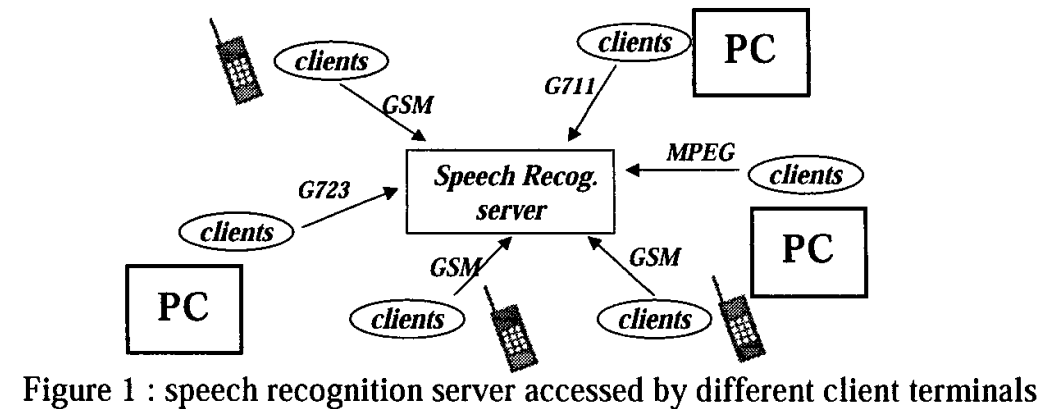 clients
clients
PC
GSM
G711
MPEG
Speech Recog.
server
clients
G723
clients
PC
GSM
GSM
PC
clients
clients
Figure 1 : speech recognition server accessed by different client terminals